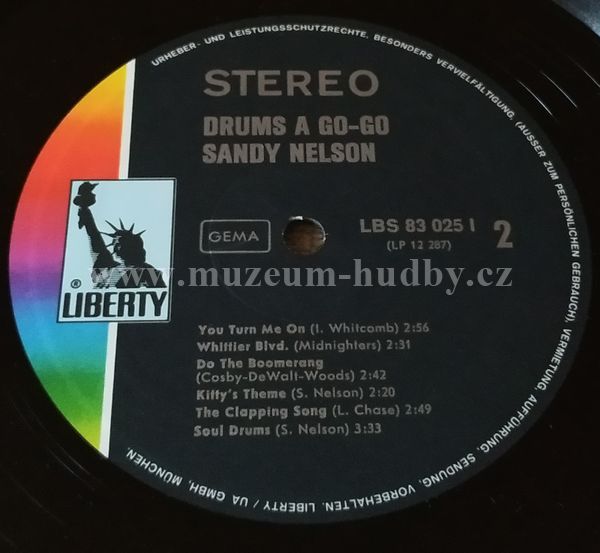 URHEBER- UND LEISTUNGSSCHUTZRECHTE, BESONDERS VERVIELFÄLTIGUNG, (AUSSER ZUM PERSÖNLICHEN GEBRAUCH), VERMIETUNG, AUFFÜHRUNG, SENDUNG, VORBEHALTEN. LIBERTY / UA GMBH, MÜNCHEN.
STEREO
DRUMS A GO-GO
SANDY NELSON
GEMA
LBS 83 025 I
(LP 12 287)
2
www.muzeum-hudby.cz
®
LIBERTY
You Turn Me On (I. Whitcomb) 2:56
Whittier Blvd. (Midnighters) 2:31
Do The Boomerang
(Cosby-DeWalt-Woods) 2:42
Kitty's Theme (S. Nelson) 2:20
The Clapping Song (L. Chase) 2:49
Soul Drums (S. Nelson) 3:33